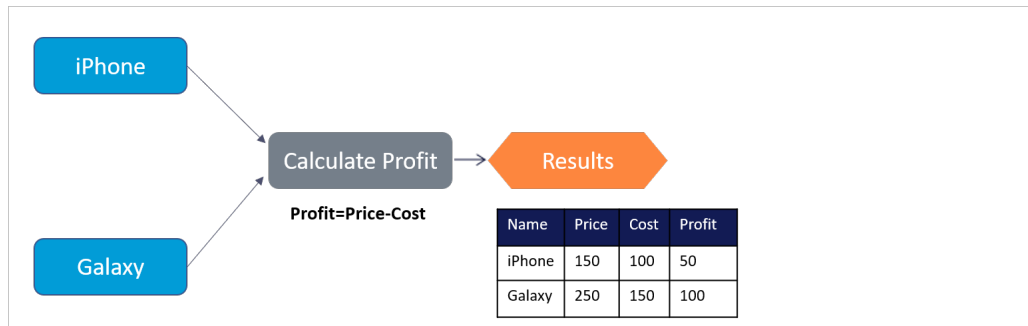 iPhone
Calculate Profit
Results
Profit=Price-Cost
Galaxy
Name Price Cost Profit
iPhone 150 100 50
Galaxy 250 150 100